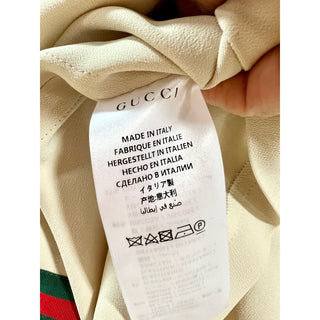 GUCCI
MADE IN ITALY
FABRIQUE EN ITALIE
HERGESTELLT IN ITALIEN
HECHO EN ITALIA
СДЕЛАНО В ИТАЛИИ
イタリア製
产地:意大利
صنع في إيطاليا